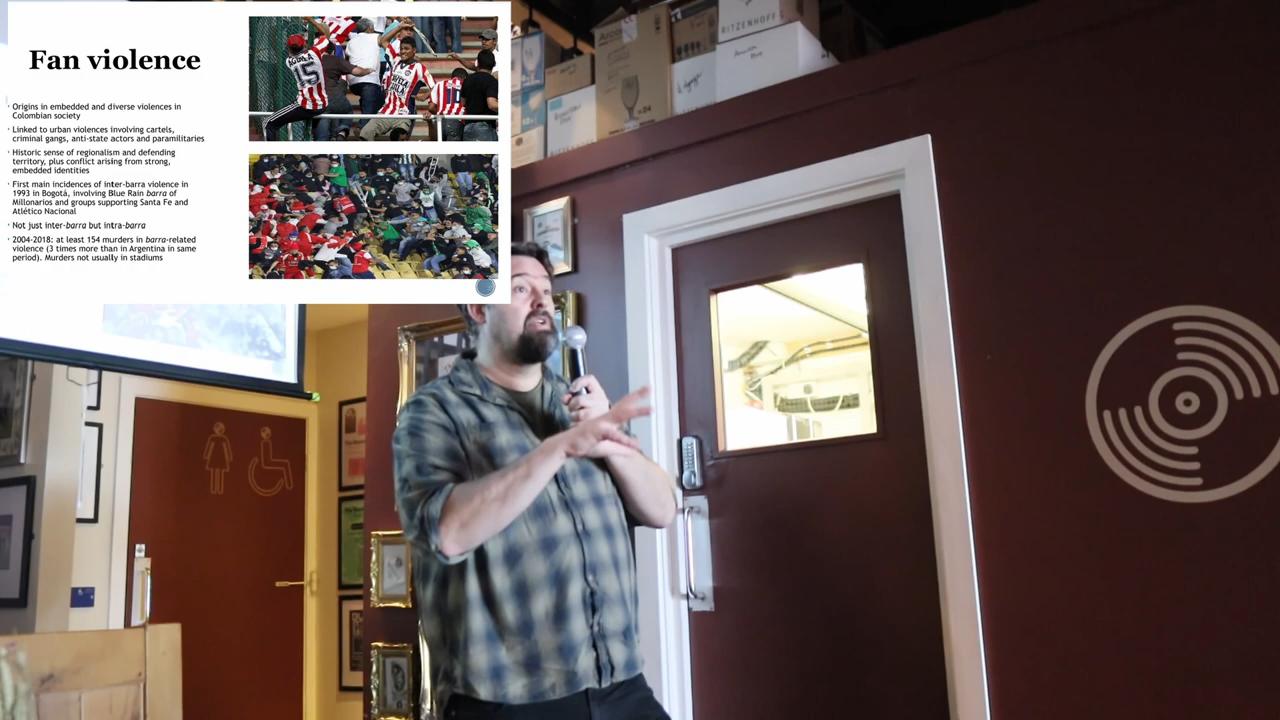 Fan violence
Origins in embedded and diverse violences in
Colombian society
Linked to urban violences involving cartels,
criminal gangs, anti-state actors and paramilitaries
Historic sense of regionalism and defending
territory, plus conflict arising from strong,
embedded identities
First main incidences of inter-barra violence in
1993 in Bogotá, involving Blue Rain barra of
Millonarios and groups supporting Santa Fe and
Atlético Nacional
Not just inter-barra but intra-barra
2004-2018: at least 154 murders in barra-related
violence (3 times more than in Argentina in same
period). Murders not usually in stadiums
15
RITZENHOFF